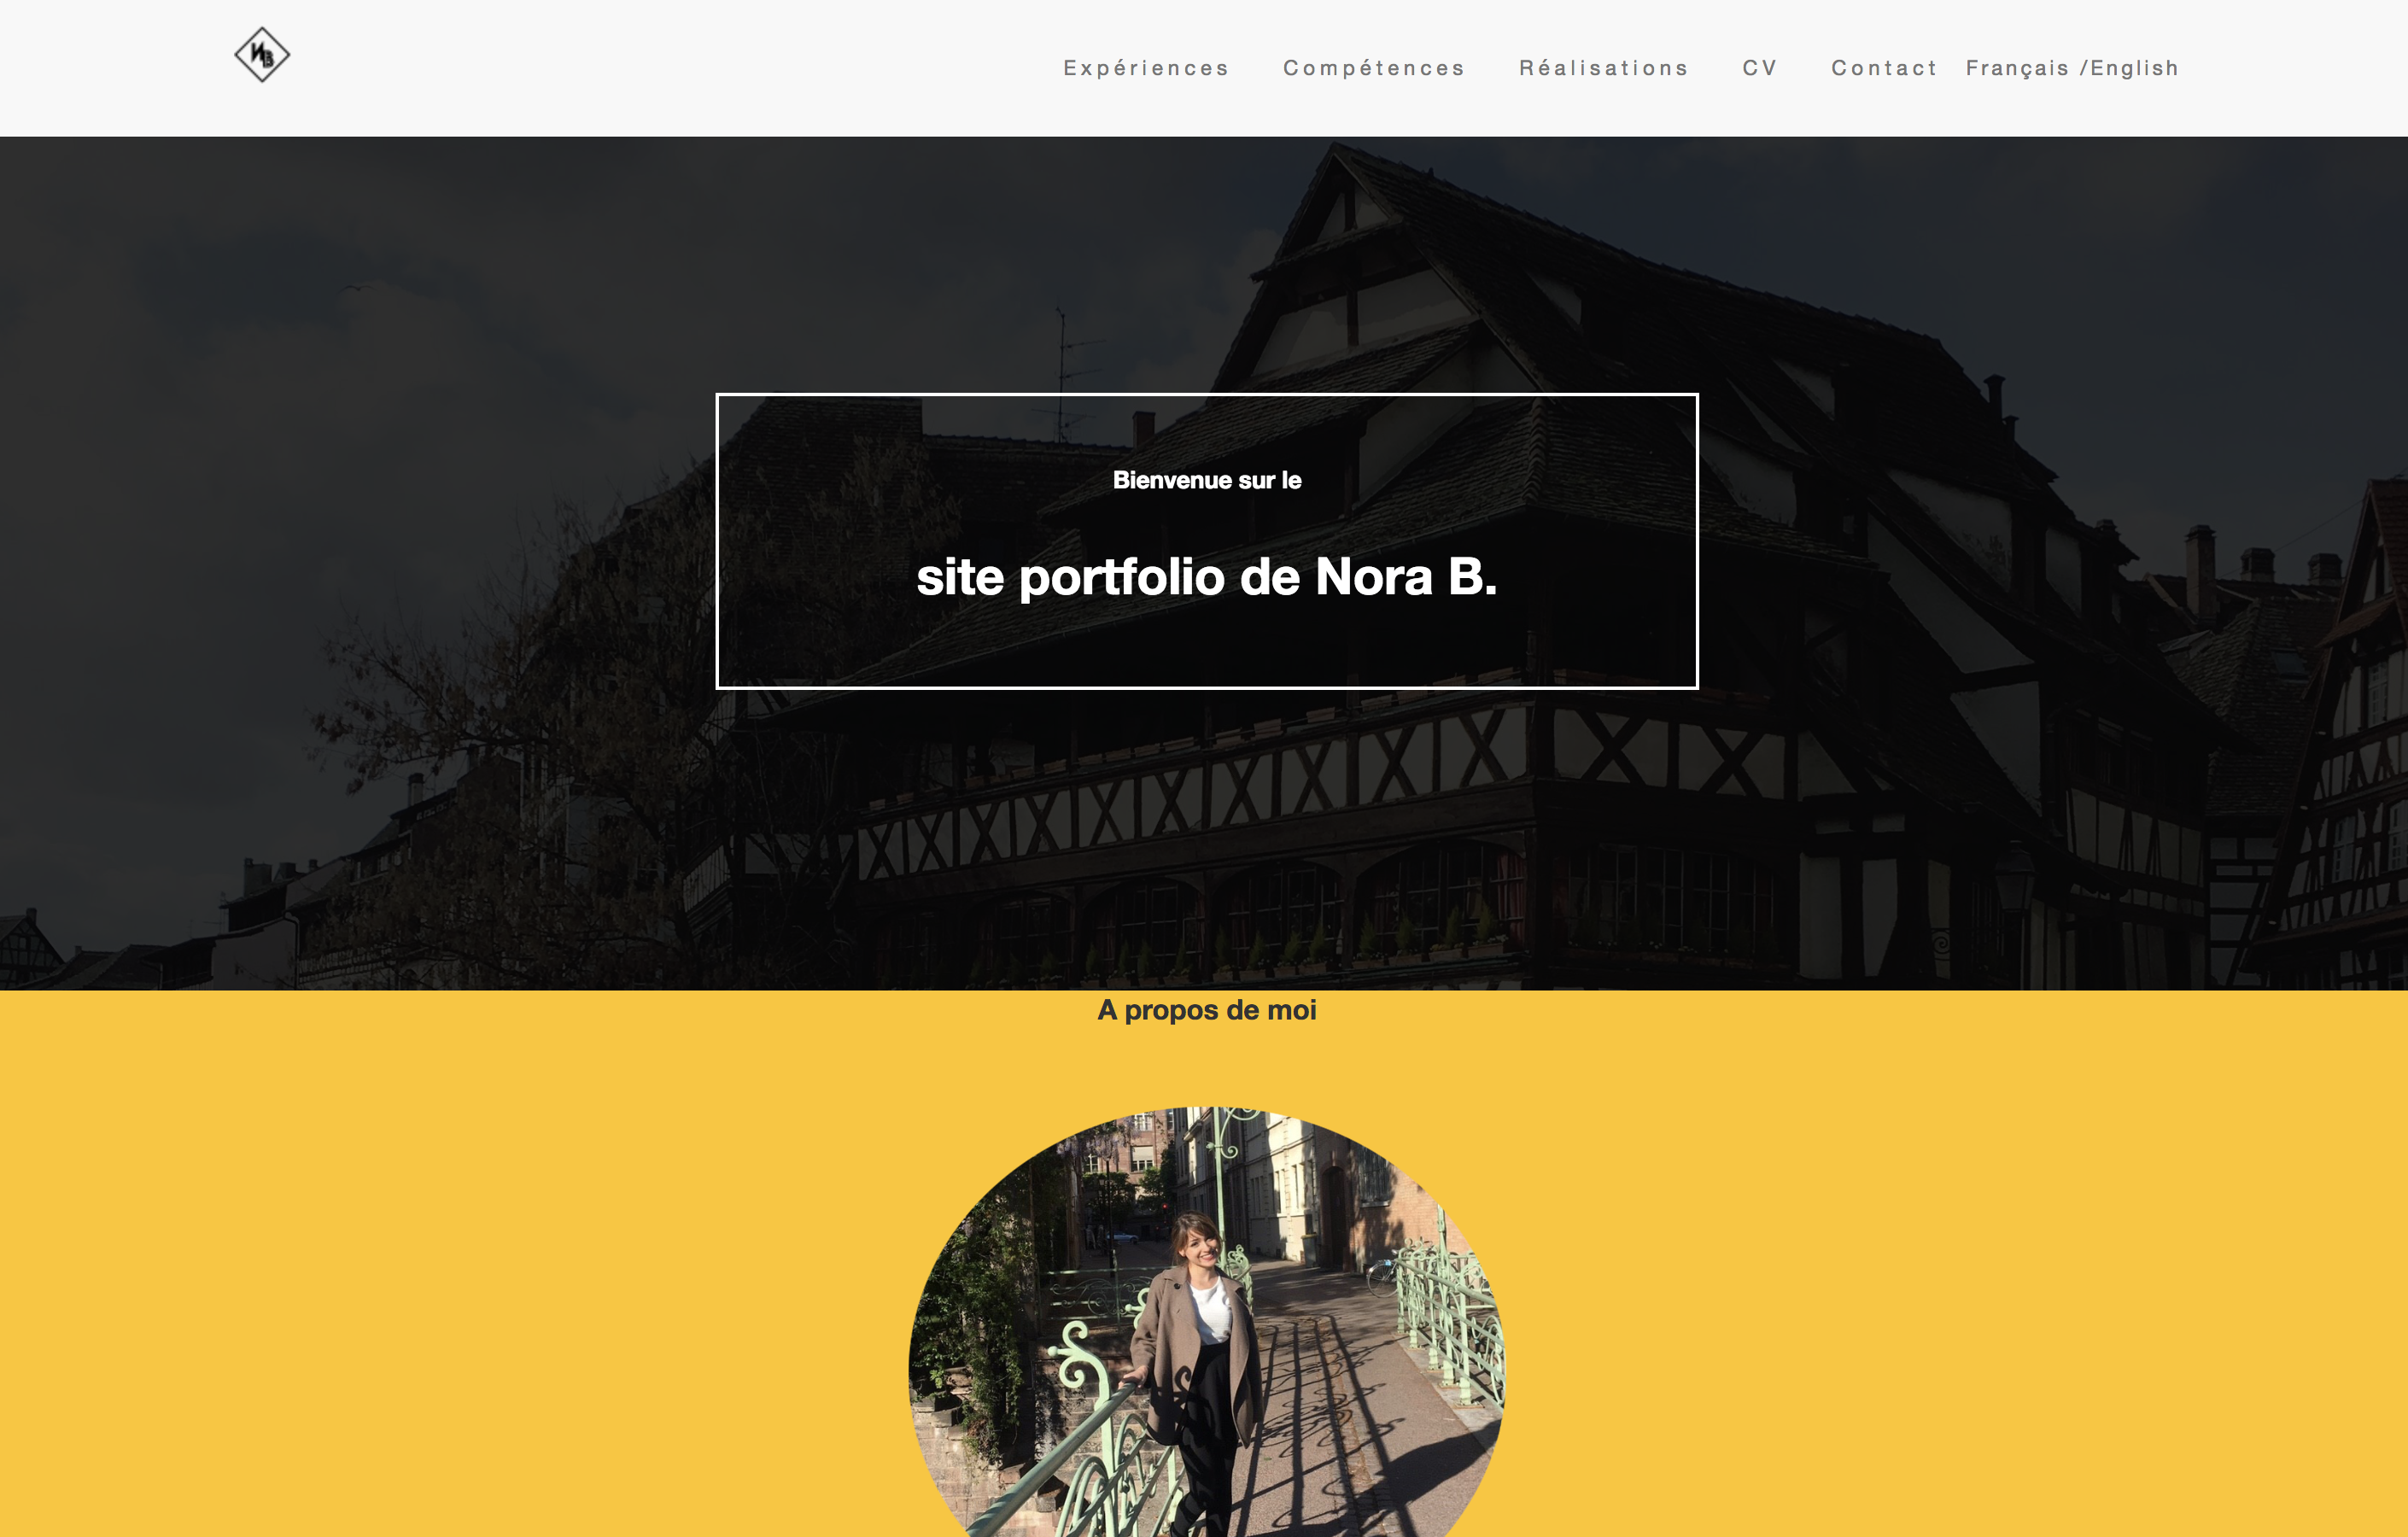 NB
Expériences Compétences Réalisations CV Contact Français /English
Bienvenue sur le
site portfolio de Nora B.
A propos de moi